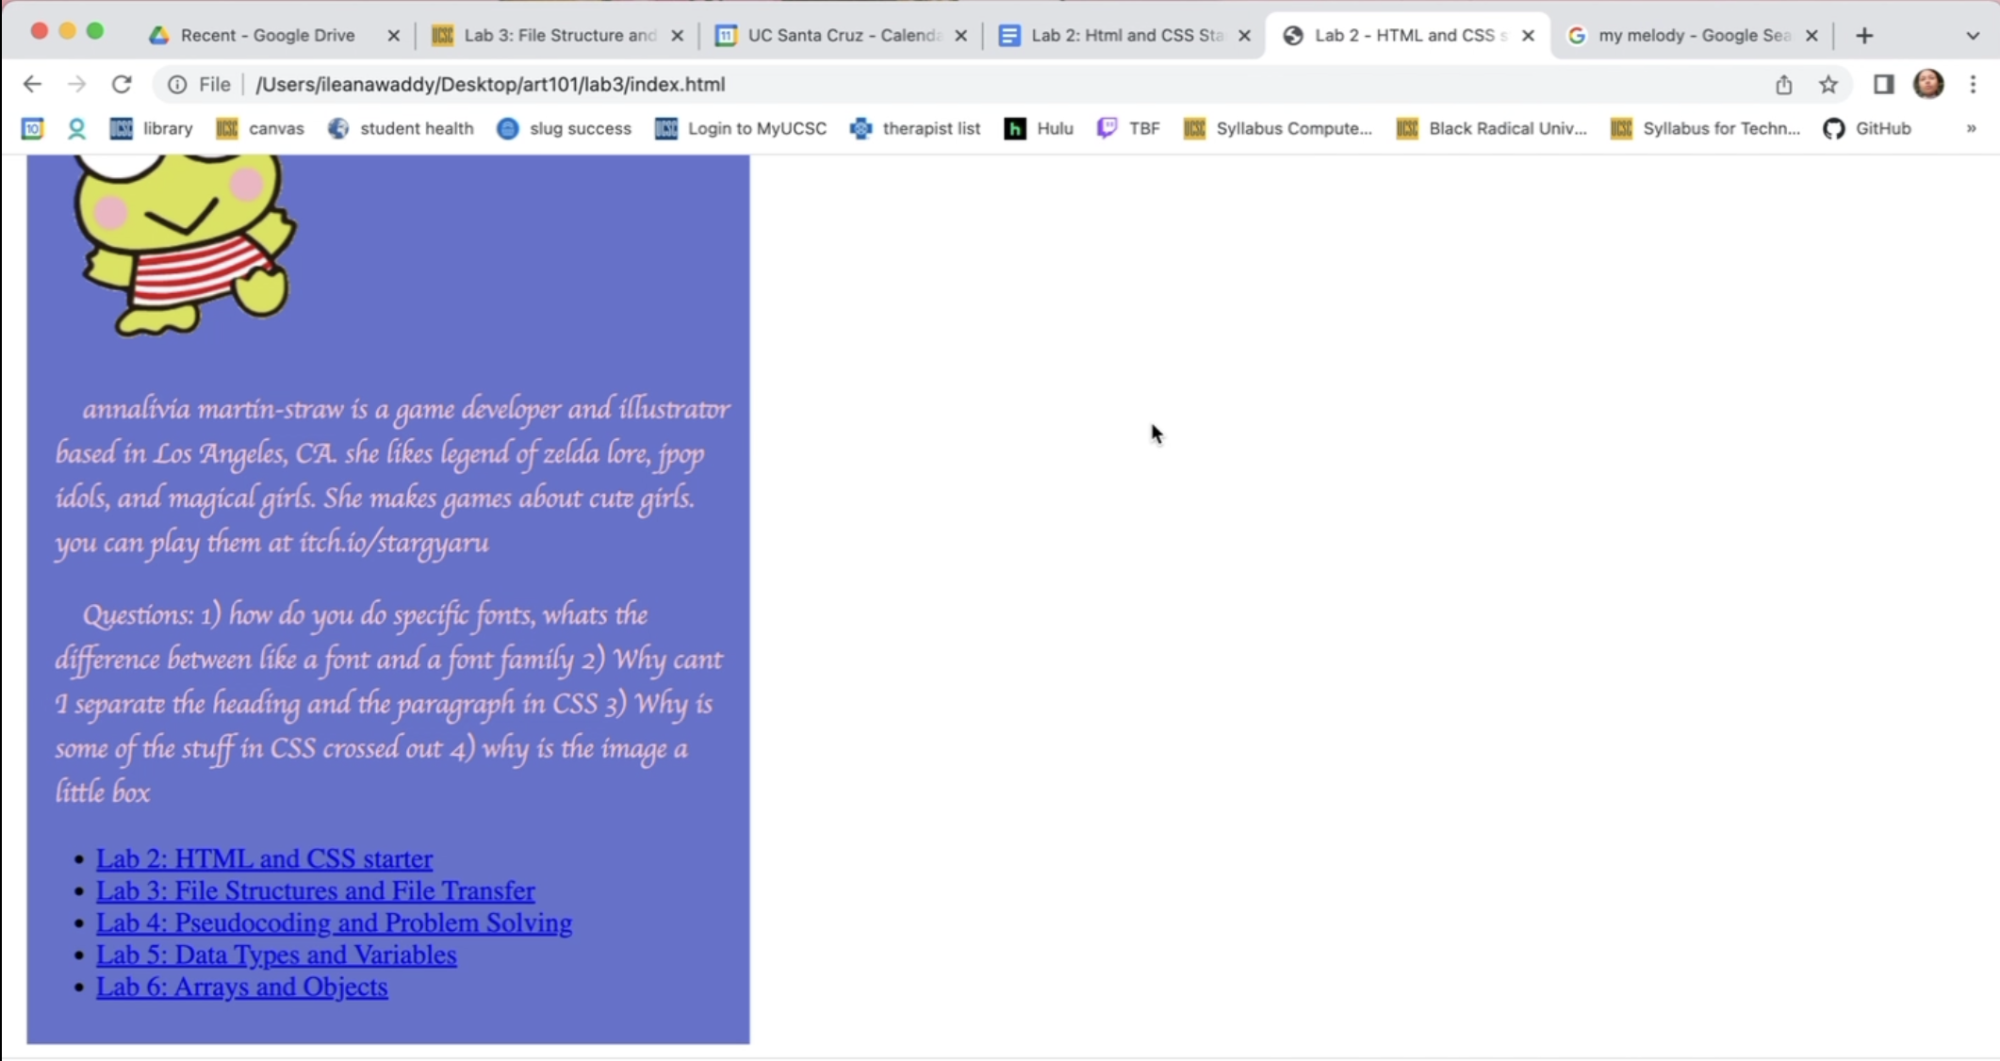 Recent - Google Drive
Lab 3: File Structure and
11
UC Santa Cruz - Calenda
Lab 2: Html and CSS Sta
Lab 2 - HTML and CSS s
my melody - Google Sea
File /Users/ileanawaddy/Desktop/art101/lab3/index.html
10
UCSC library
UCSC canvas
student health
slug success
UCSC Login to MyUCSC
therapist list
h Hulu
TBF
UCSC Syllabus Compute...
UCSC Black Radical Univ...
UCSC Syllabus for Techn...
GitHub
»
annalivia martin-straw is a game developer and illustrator
based in Los Angeles, CA. she likes legend of zelda lore, jpop
idols, and magical girls. She makes games about cute girls.
you can play them at itch.io/stargyaru
Questions: 1) how do you do specific fonts, whats the
difference between like a font and a font family 2) Why cant
I separate the heading and the paragraph in CSS 3) Why is
some of the stuff in CSS crossed out 4) why is the image a
little box
• Lab 2: HTML and CSS starter
• Lab 3: File Structures and File Transfer
• Lab 4: Pseudocoding and Problem Solving
• Lab 5: Data Types and Variables
• Lab 6: Arrays and Objects